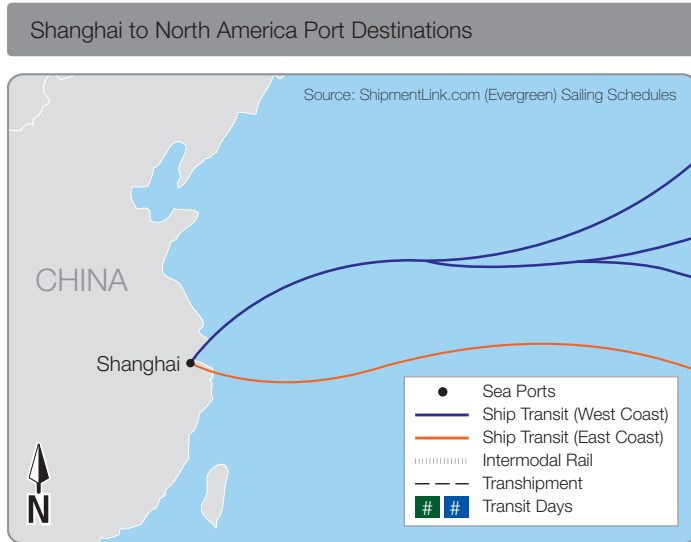 Shanghai to North America Port Destinations
Source: ShipmentLink.com (Evergreen) Sailing Schedules
CHINA
Shanghai
Sea Ports
Ship Transit (West Coast)
Ship Transit (East Coast)
Intermodal Rail
Transhipment
# # Transit Days
N